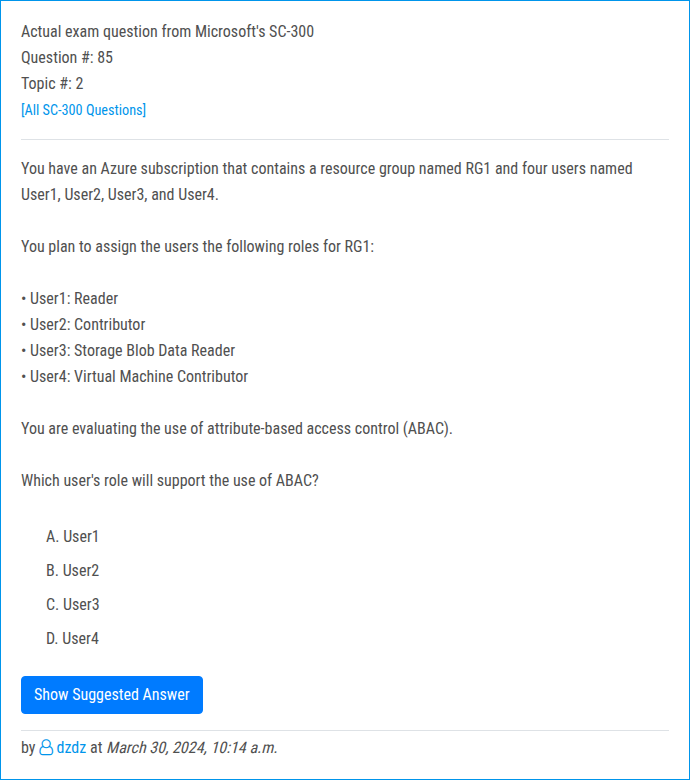 Actual exam question from Microsoft's SC-300
Question #: 85
Topic #: 2
[All SC-300 Questions]
You have an Azure subscription that contains a resource group named RG1 and four users named
User1, User2, User3, and User4.
You plan to assign the users the following roles for RG1:
• User1: Reader
• User2: Contributor
• User3: Storage Blob Data Reader
• User4: Virtual Machine Contributor
You are evaluating the use of attribute-based access control (ABAC).
Which user's role will support the use of ABAC?
A. User1
B. User2
C. User3
D. User4
Show Suggested Answer
by dzdz at March 30, 2024, 10:14 a.m.